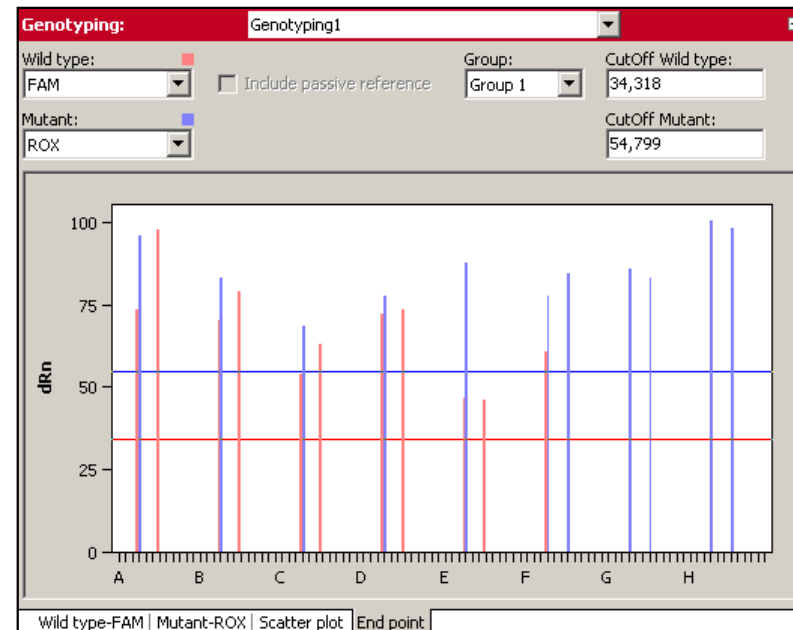 Genotyping: Genotyping1
Wild type: Group: CutOff Wild type:
FAM Include passive reference Group 1 34,318
Mutant: CutOff Mutant:
ROX 54,799
100
75
dRn
50
25
0
A B C D E F G H
Wild type-FAM | Mutant-ROX | Scatter plot End point